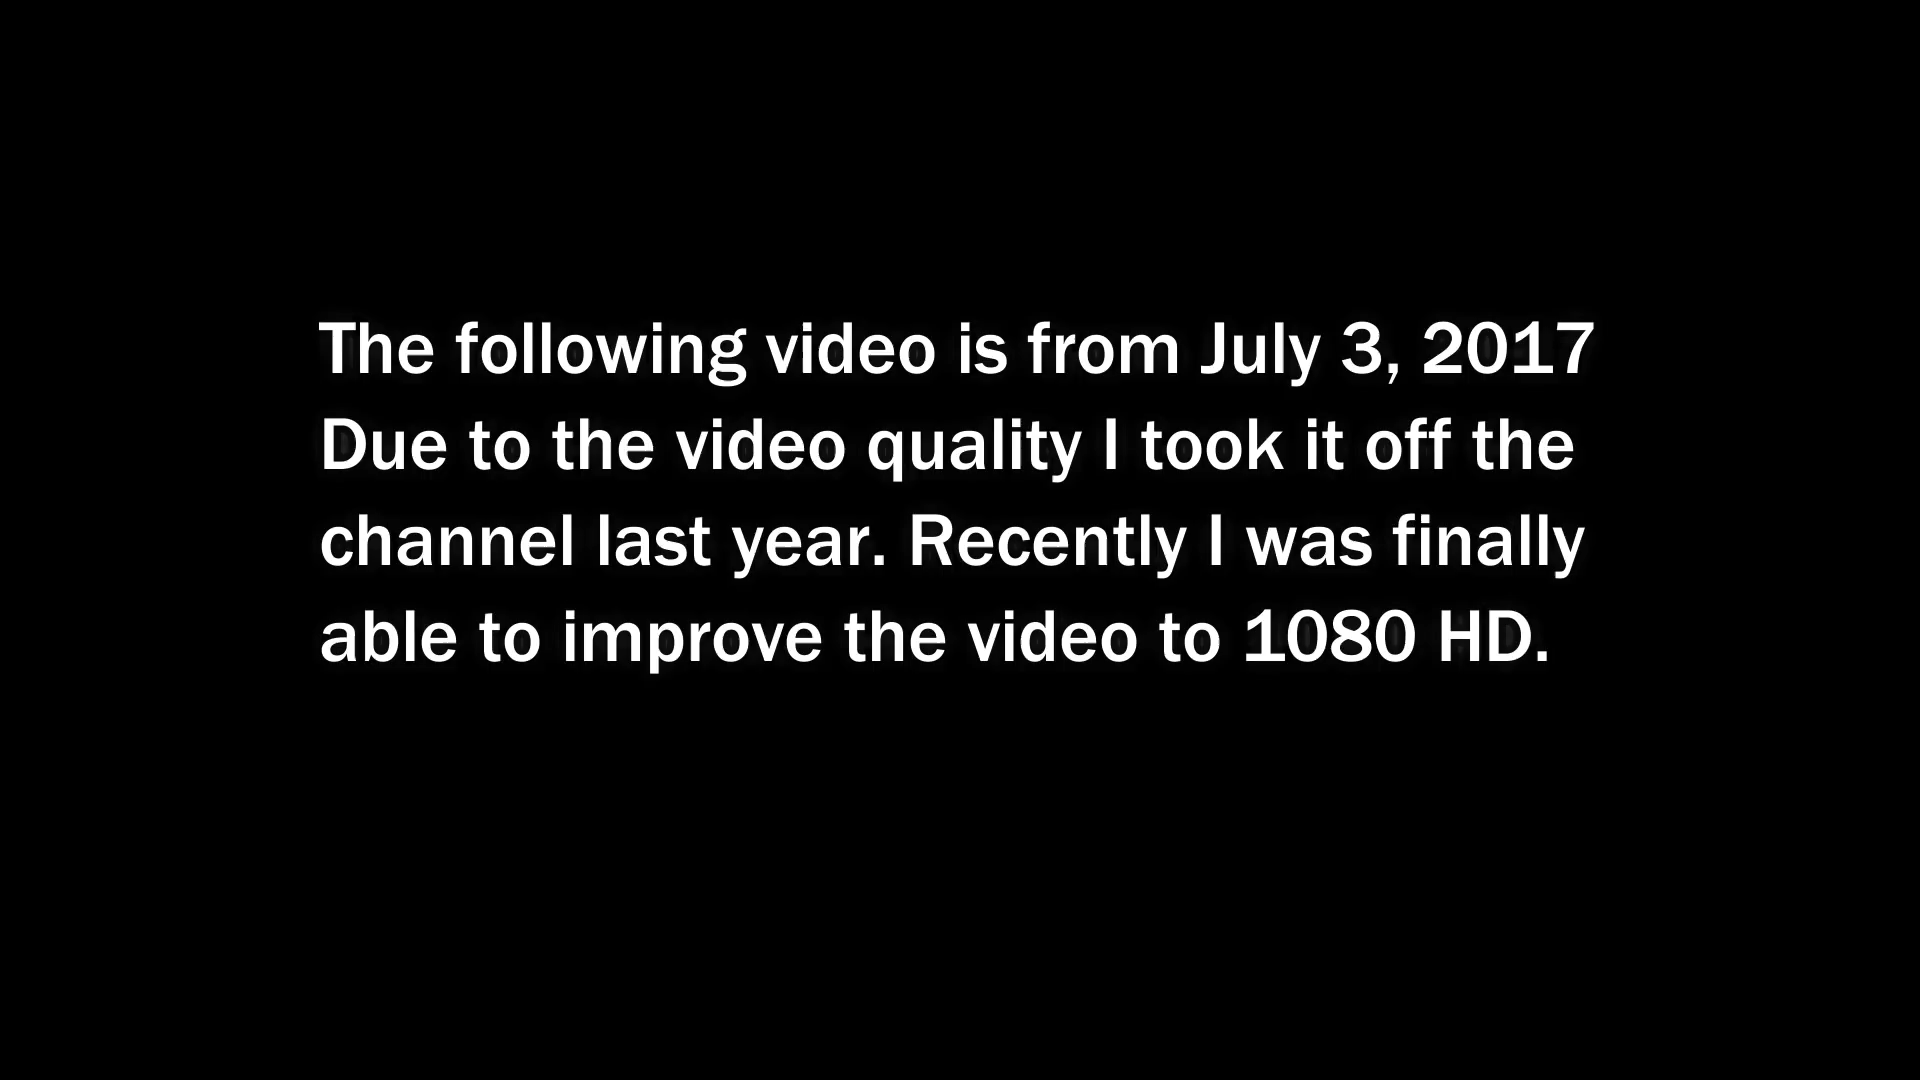 The following video is from July 3, 2017
Due to the video quality I took it off the
channel last year. Recently I was finally
able to improve the video to 1080 HD.